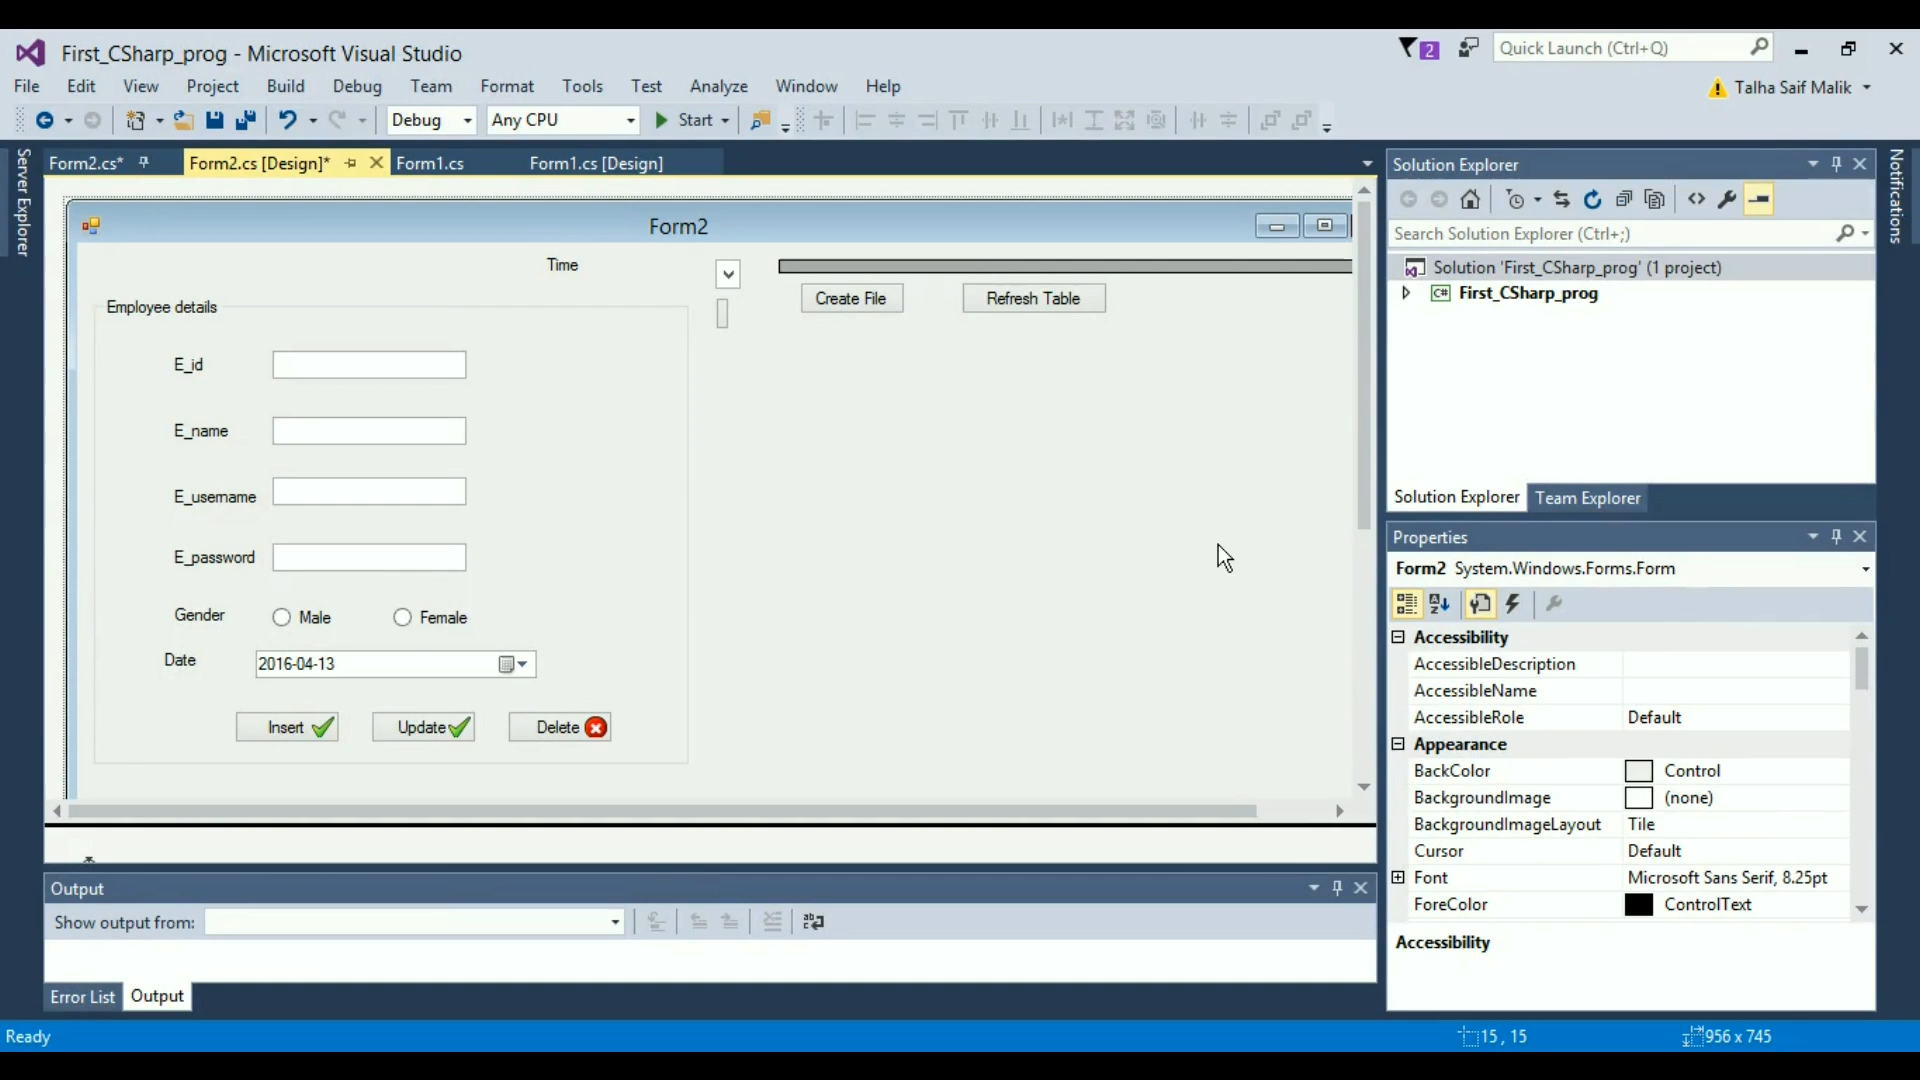 First_CSharp_prog - Microsoft Visual Studio
2
Quick Launch (Ctrl+Q)
File Edit View Project Build Debug Team Format Tools Test Analyze Window Help
Talha Saif Malik
Debug Any CPU Start
Server Explorer
Form2.cs* Form2.cs [Design]* Form1.cs Form1.cs [Design]
Form2
Time
Create File Refresh Table
Employee details
E_id
E_name
E_username
E_password
Gender Male Female
Date 2016-04-13
Insert Update Delete
Output
Show output from:
Error List Output
Solution Explorer
Search Solution Explorer (Ctrl+;)
Solution 'First_CSharp_prog' (1 project)
C# First_CSharp_prog
Solution Explorer Team Explorer
Notifications
Properties
Form2 System.Windows.Forms.Form
Accessibility
AccessibleDescription
AccessibleName
AccessibleRole Default
Appearance
BackColor Control
BackgroundImage (none)
BackgroundImageLayout Tile
Cursor Default
Font Microsoft Sans Serif, 8.25pt
ForeColor ControlText
Accessibility
Ready 15 , 15 956 x 745